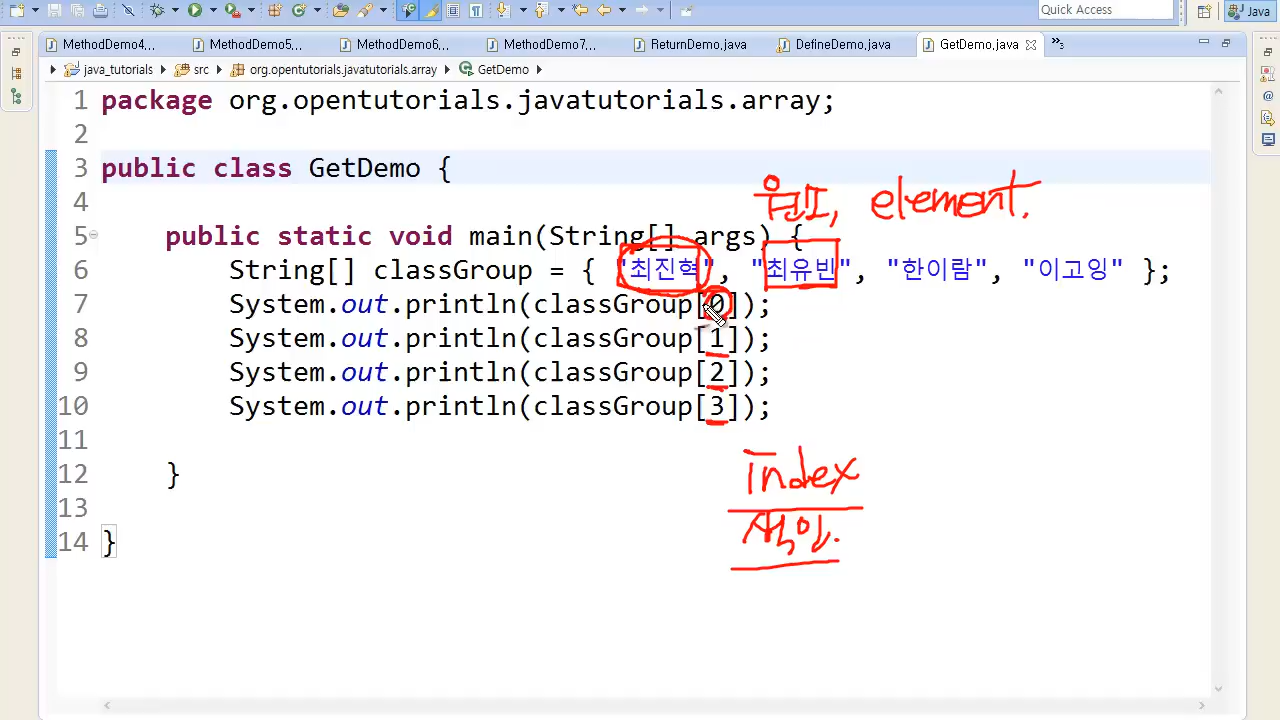 Quick Access
Java
MethodDemo4...
MethodDemo5...
MethodDemo6...
MethodDemo...
ReturnDemo.java
DefineDemo.java
GetDemo.java
»5
java_tutorials
src
org.opentutorials.javatutorials.array
GetDemo
1 package org.opentutorials.javatutorials.array;
2
3 public class GetDemo {
4
원소, element.
5 public static void main(String[] args) {
6 String[] classGroup = { "최진혁", "최유빈", "한이람", "이고잉" };
7 System.out.println(classGroup[0]);
8 System.out.println(classGroup[1]);
9 System.out.println(classGroup[2]);
10 System.out.println(classGroup[3]);
11
index
12 }
13
색인.
14 }